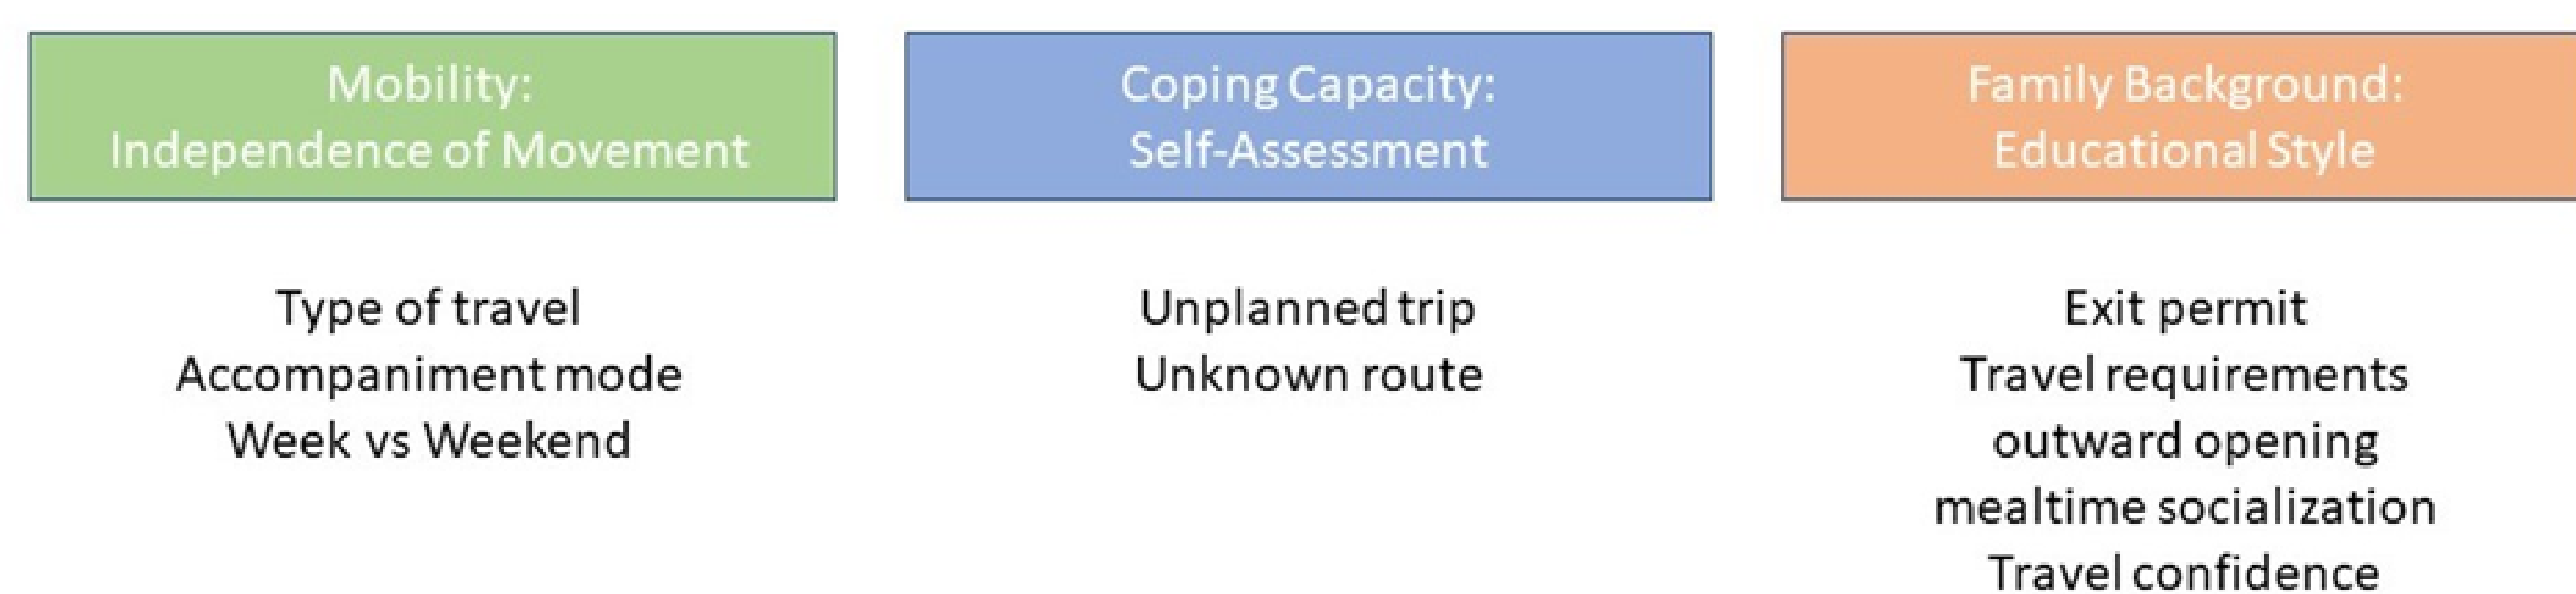 Mobility:
Independence of Movement
Type of travel
Accompaniment mode
Week vs Weekend
Coping Capacity:
Self-Assessment
Unplanned trip
Unknown route
Family Background:
Educational Style
Exit permit
Travel requirements
outward opening
mealtime socialization
Travel confidence